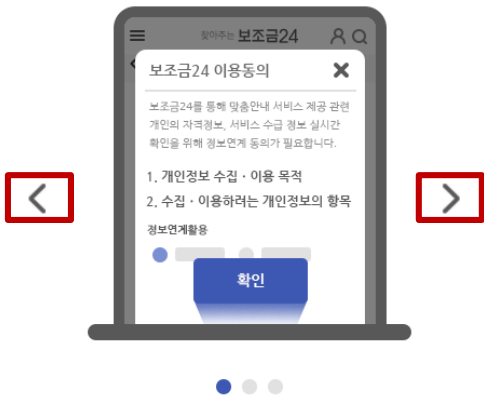 찾아주는 보조금24
보조금24 이용동의
보조금24를 통해 맞춤안내 서비스 제공 관련
개인의 자격정보, 서비스 수급 정보 실시간
확인을 위해 정보연계 동의가 필요합니다.
1. 개인정보 수집 · 이용 목적
2. 수집 · 이용하려는 개인정보의 항목
정보연계활용
확인